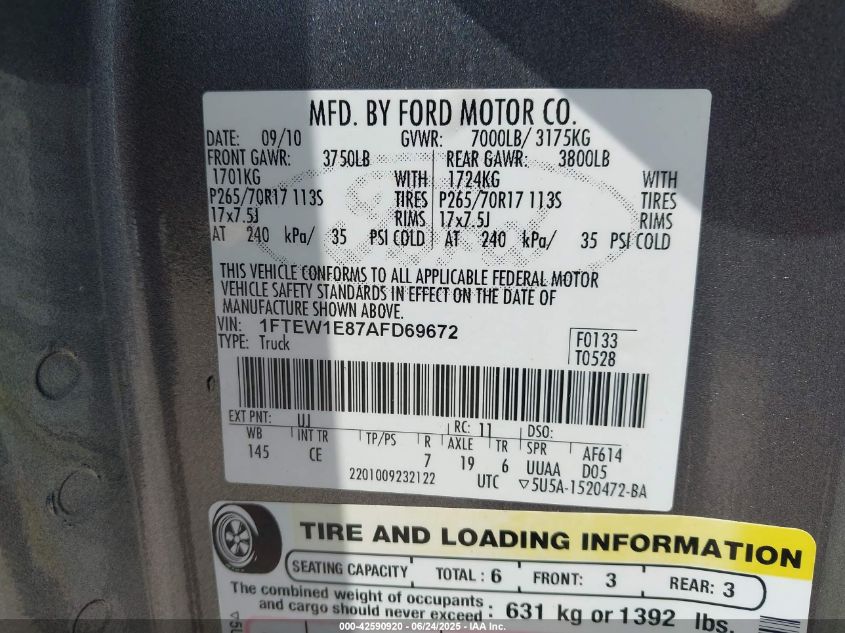 MFD. BY FORD MOTOR CO.
DATE: 09/10 GVWR: 7000LB/ 3175KG
FRONT GAWR: 3750LB REAR GAWR: 3800LB
1701KG WITH 1724KG WITH
P265/70R17 113S TIRES P265/70R17 113S TIRES
17x7.5J RIMS 17x7.5J RIMS
AT 240 kPa/ 35 PSI COLD AT 240 kPa/ 35 PSI COLD
THIS VEHICLE CONFORMS TO ALL APPLICABLE FEDERAL MOTOR
VEHICLE SAFETY STANDARDS IN EFFECT ON THE DATE OF
MANUFACTURE SHOWN ABOVE.
VIN: 1FTEW1E87AFD69672
TYPE: Truck
F0133
T0528
EXT PNT: UJ RC: 11 DSO:
WB INT TR TP/PS R AXLE TR SPR AF614
145 CE 7 19 6 UUAA D05
2201009232122 UTC ▽5U5A-1520472-BA
TIRE AND LOADING INFORMATION
SEATING CAPACITY TOTAL : 6 FRONT: 3 REAR: 3
The combined weight of occupants
and cargo should never exceed : 631 kg or 1392 lbs.
000-42590920 - 06/24/2025 - IAA Inc.